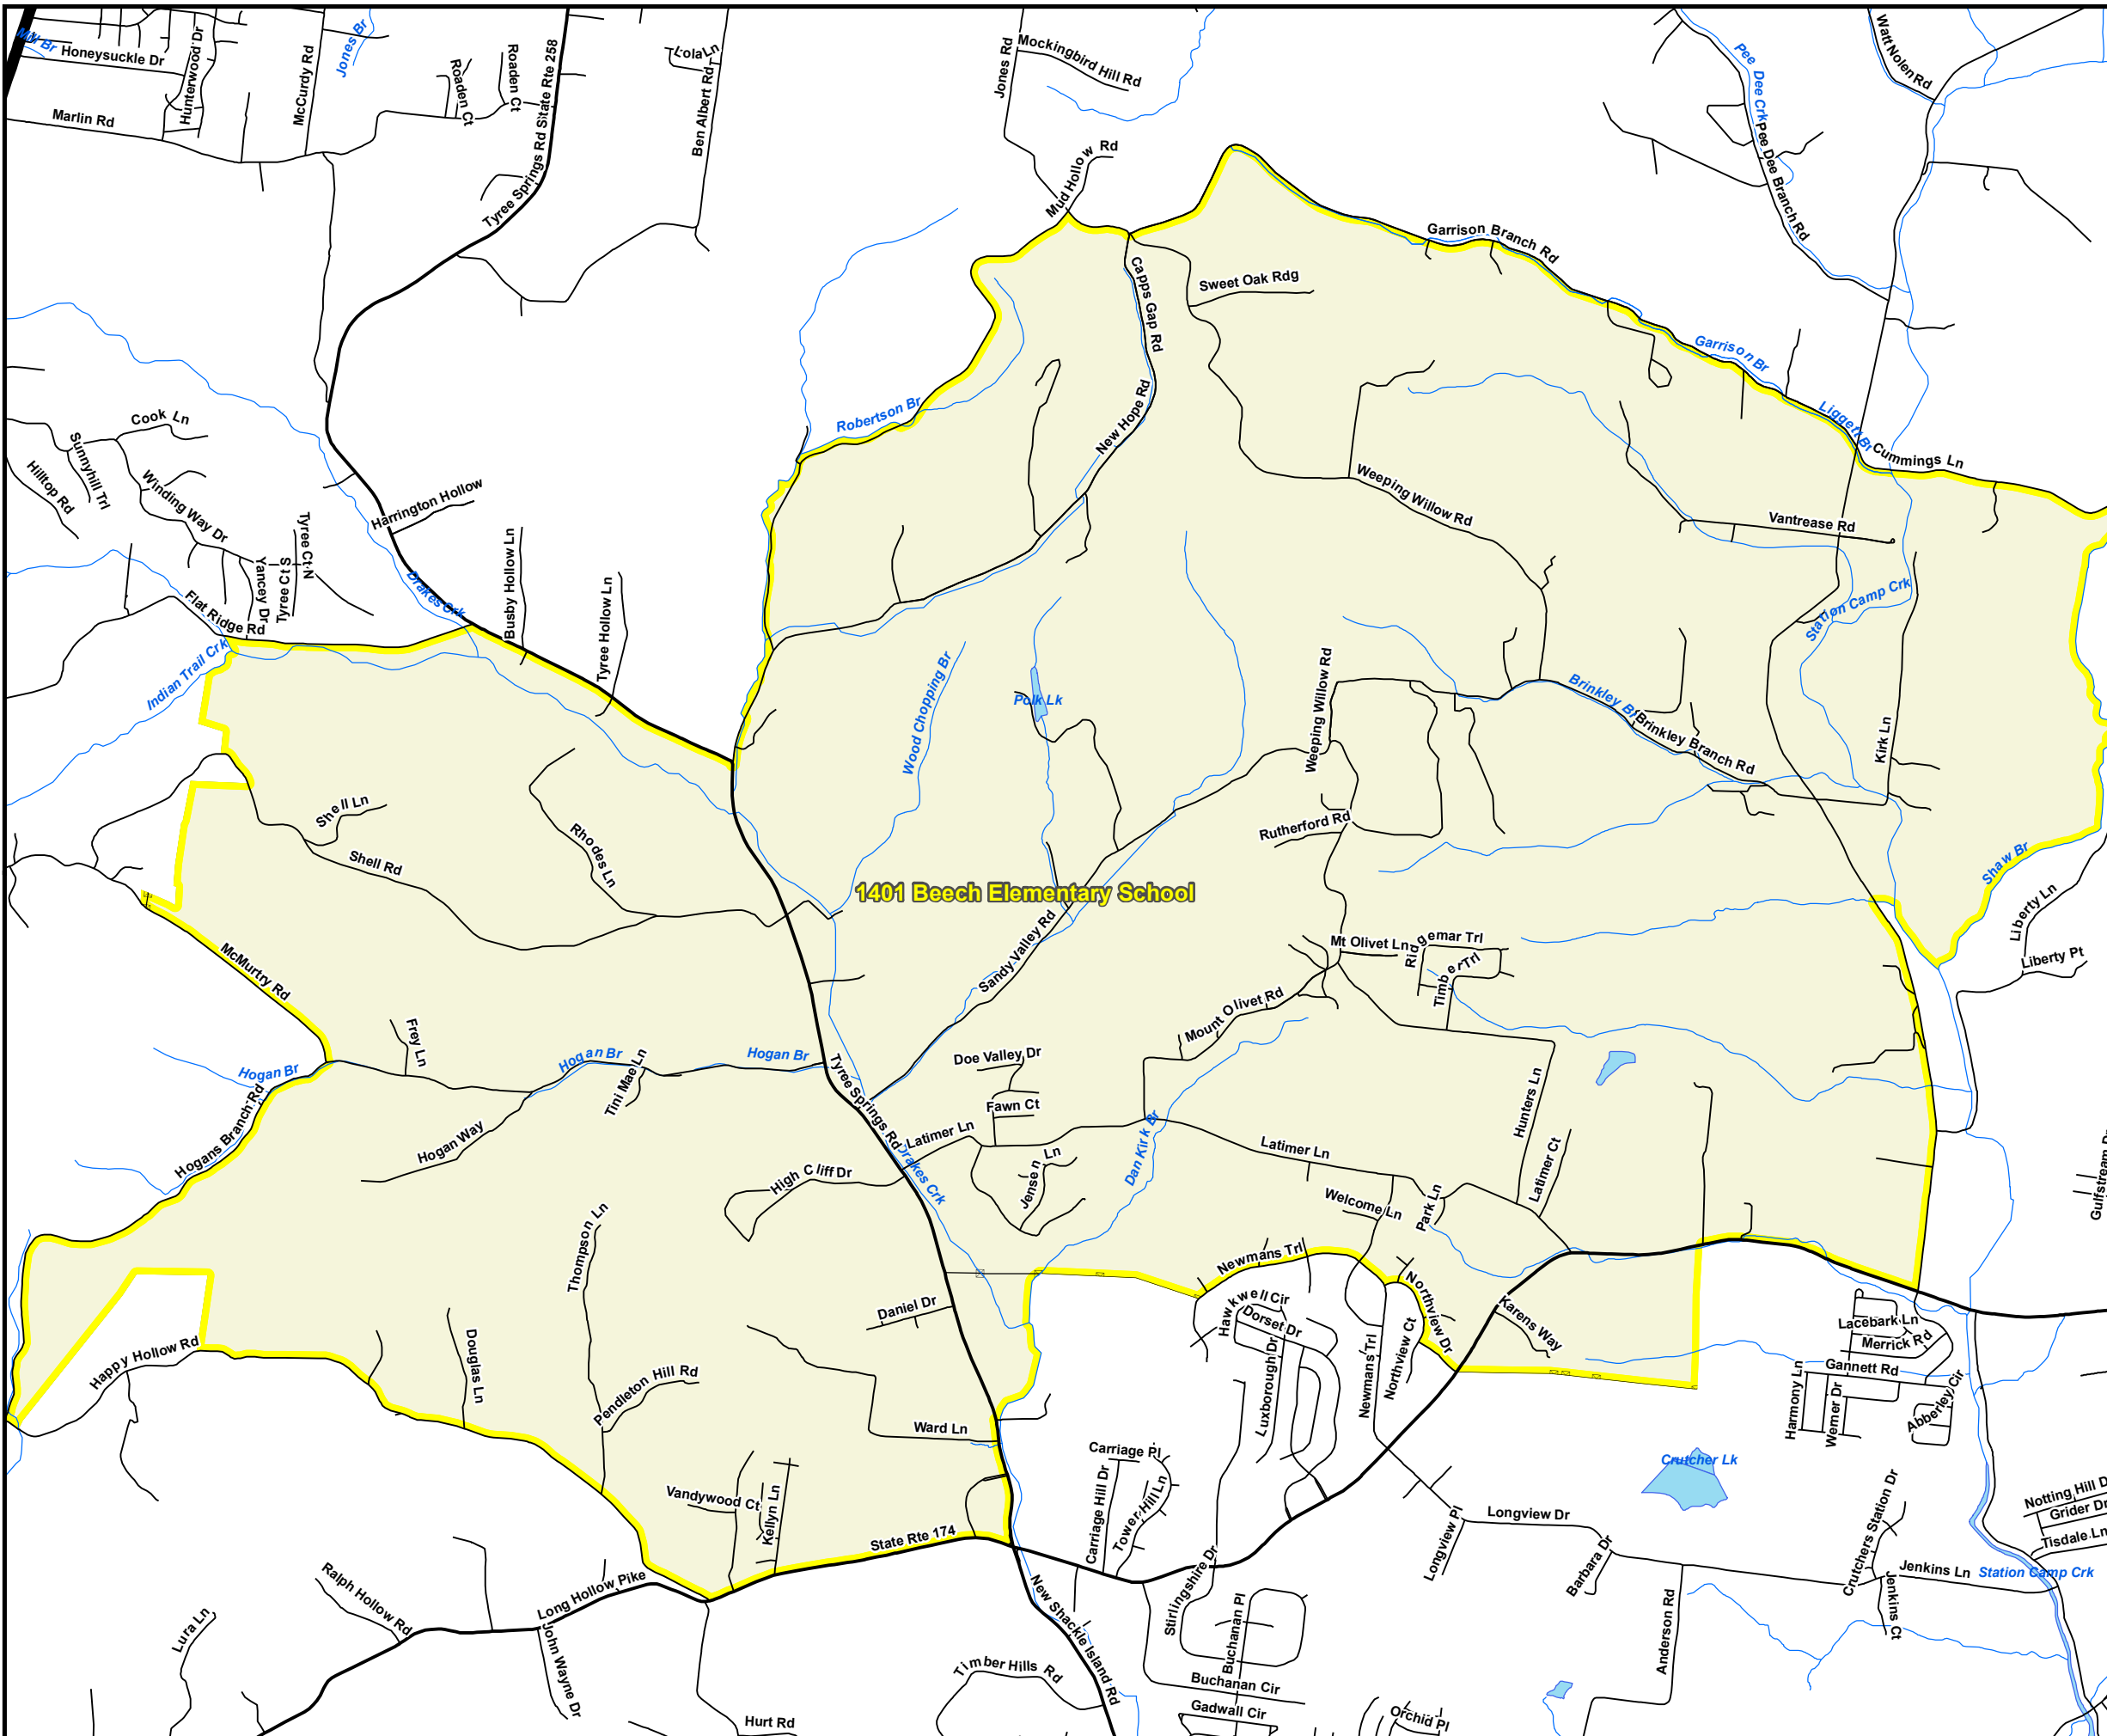 Mill Br
Honeysuckle Dr
Hunterwood Dr
McCurdy Rd
Jones Br
Marlin Rd
Roaden Ct
Roaden Ct
Tyree Springs Rd State Rte 258
Lola Ln
Ben Albert Rd
Jones Rd
Mockingbird Hill Rd
Mud Hollow Rd
Pee Dee Crk
Pee Dee Branch Rd
Watt Nolen Rd
Garrison Branch Rd
Sweet Oak Rdg
Capps Gap Rd
Garrison Br
Liggett Br
Cummings Ln
Robertson Br
New Hope Rd
Weeping Willow Rd
Vantrease Rd
Station Camp Crk
Cook Ln
Sunnyhill Trl
Hilltop Rd
Winding Way Dr
Harrington Hollow
Tyree Ct N
Tyree Ct S
Yancey Dr
Flat Ridge Rd
Drakes Crk
Busby Hollow Ln
Tyree Hollow Ln
Indian Trail Crk
Wood Chopping Br
Polk Lk
Weeping Willow Rd
Brinkley Br
Brinkley Branch Rd
Kirk Ln
Shell Ln
Shell Rd
Rhodes Ln
Rutherford Rd
Shaw Br
Liberty Ln
Liberty Pt
1401 Beech Elementary School
Sandy Valley Rd
Mt Olivet Ln
Ridgemar Trl
Timber Trl
McMurtry Rd
Mount Olivet Rd
Frey Ln
Hogan Br
Hogan Br
Hogan Br
Tini Mae Ln
Hogans Branch Rd
Hogan Way
Tyree Springs Rd
Doe Valley Dr
Fawn Ct
Latimer Ln
Drakes Crk
High Cliff Dr
Jensen Ln
Dan Kirk Br
Latimer Ln
Hunters Ln
Latimer Ct
Welcome Ln
Park Ln
Gulfstream Dr
Thompson Ln
Newmans Trl
Northview Dr
Hawkwell Cir
Dorset Dr
Karens Way
Daniel Dr
Luxborough Dr
Newmans Trl
Northview Ct
Lacebark Ln
Merrick Rd
Gannett Rd
Harmony Ln
Wemer Dr
Abberley Cir
Happy Hollow Rd
Douglas Ln
Pendleton Hill Rd
Ward Ln
Carriage Pl
Carriage Hill Dr
Tower Hill Ln
Crutcher Lk
Vandywood Ct
Kellyn Ln
State Rte 174
Longview Dr
Longview Pl
Barbara Dr
Crutchers Station Dr
Notting Hill D
Grider Dr
Tisdale Ln
Jenkins Ln
Station Camp Crk
Jenkins Ct
Anderson Rd
Long Hollow Pike
Ralph Hollow Rd
Lura Ln
John Wayne Dr
New Shackle Island Rd
Stirlingshire Dr
Buchanan Pl
Buchanan Cir
Timber Hills Rd
Gadwall Cir
Orchid Pl
Hurt Rd